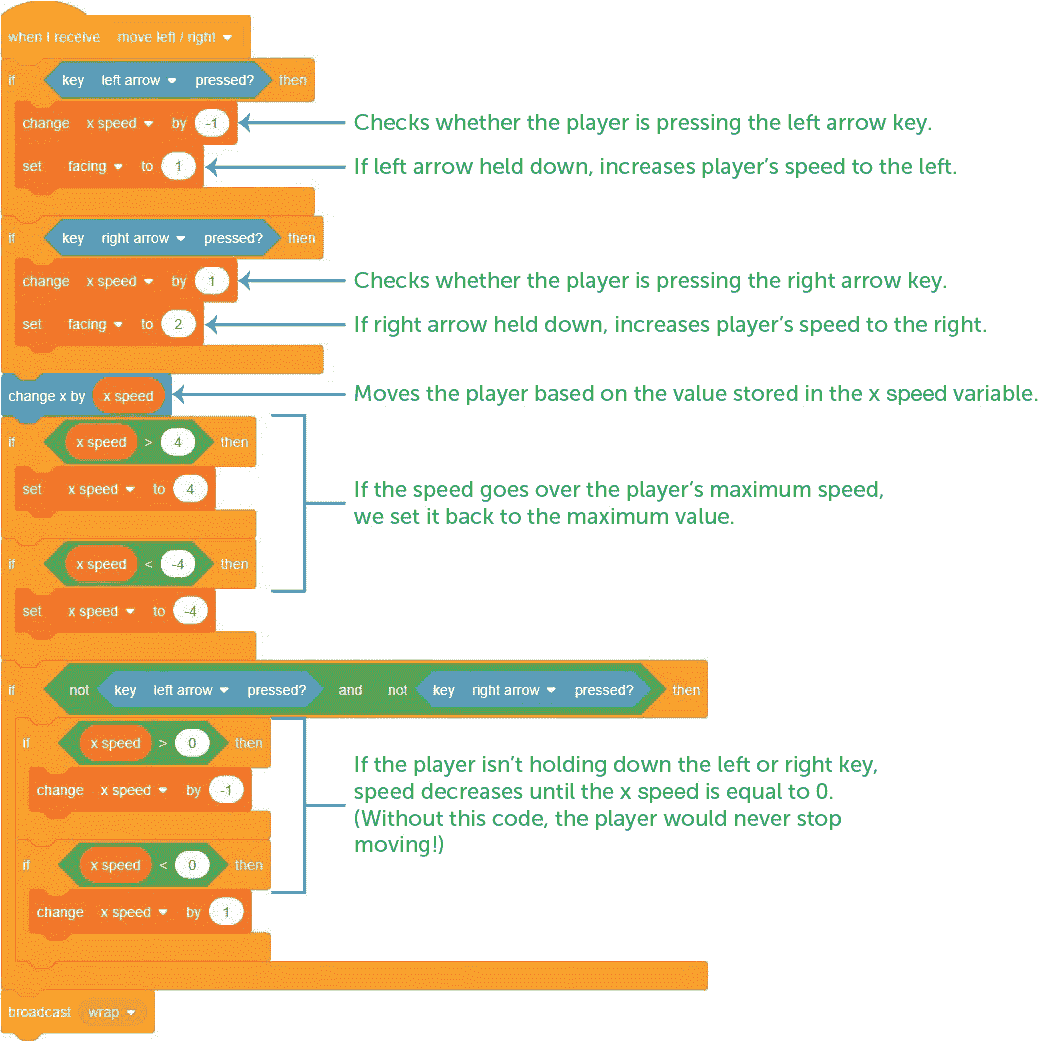 when I receive move left / right
if key left arrow pressed? then
change x speed by -1
Checks whether the player is pressing the left arrow key.
set facing to 1
If left arrow held down, increases player's speed to the left.
if key right arrow pressed? then
change x speed by 1
Checks whether the player is pressing the right arrow key.
set facing to 2
If right arrow held down, increases player's speed to the right.
change x by x speed
Moves the player based on the value stored in the x speed variable.
if x speed > 4 then
set x speed to 4
If the speed goes over the player's maximum speed,
we set it back to the maximum value.
if x speed < -4 then
set x speed to -4
if not key left arrow pressed? and not key right arrow pressed? then
if x speed > 0 then
change x speed by -1
If the player isn't holding down the left or right key,
speed decreases until the x speed is equal to 0.
(Without this code, the player would never stop
moving!)
if x speed < 0 then
change x speed by 1
broadcast wrap